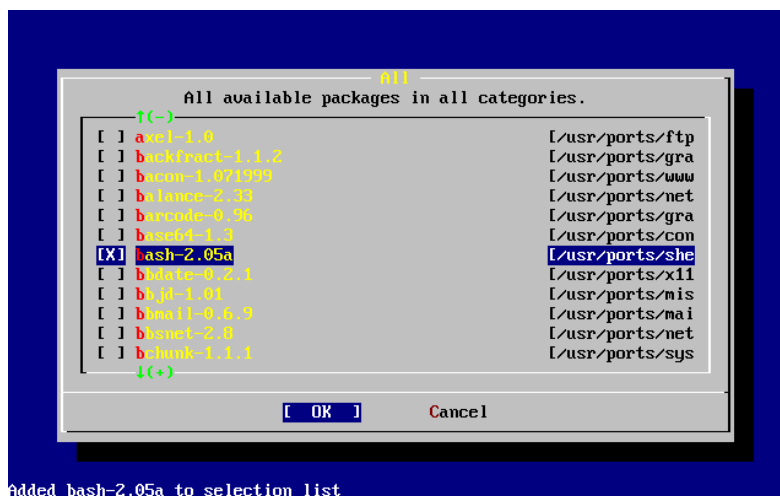 All
All available packages in all categories.
↑(-)
[ ] axel-1.0 [/usr/ports/ftp
[ ] backfract-1.1.2 [/usr/ports/gra
[ ] bacon-1.071999 [/usr/ports/www
[ ] balance-2.33 [/usr/ports/net
[ ] barcode-0.96 [/usr/ports/gra
[ ] base64-1.3 [/usr/ports/con
[X] bash-2.05a [/usr/ports/she
[ ] bbdate-0.2.1 [/usr/ports/x11
[ ] bbjd-1.01 [/usr/ports/mis
[ ] bbmail-0.6.9 [/usr/ports/mai
[ ] bbsnet-2.8 [/usr/ports/net
[ ] bchunk-1.1.1 [/usr/ports/sys
↓(+)
[ OK ] Cancel
Added bash-2.05a to selection list